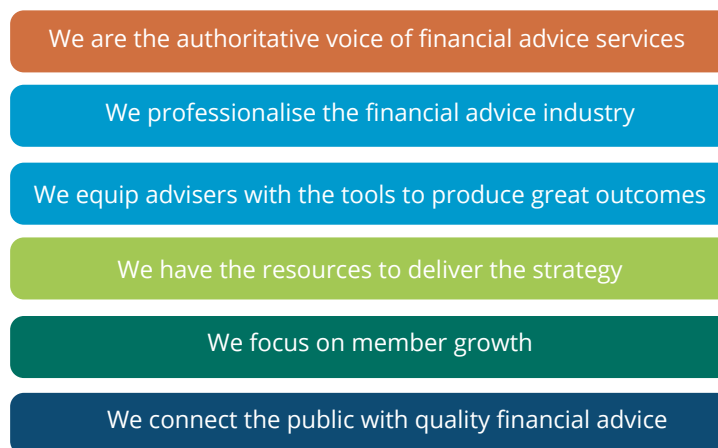 We are the authoritative voice of financial advice services
We professionalise the financial advice industry
We equip advisers with the tools to produce great outcomes
We have the resources to deliver the strategy
We focus on member growth
We connect the public with quality financial advice